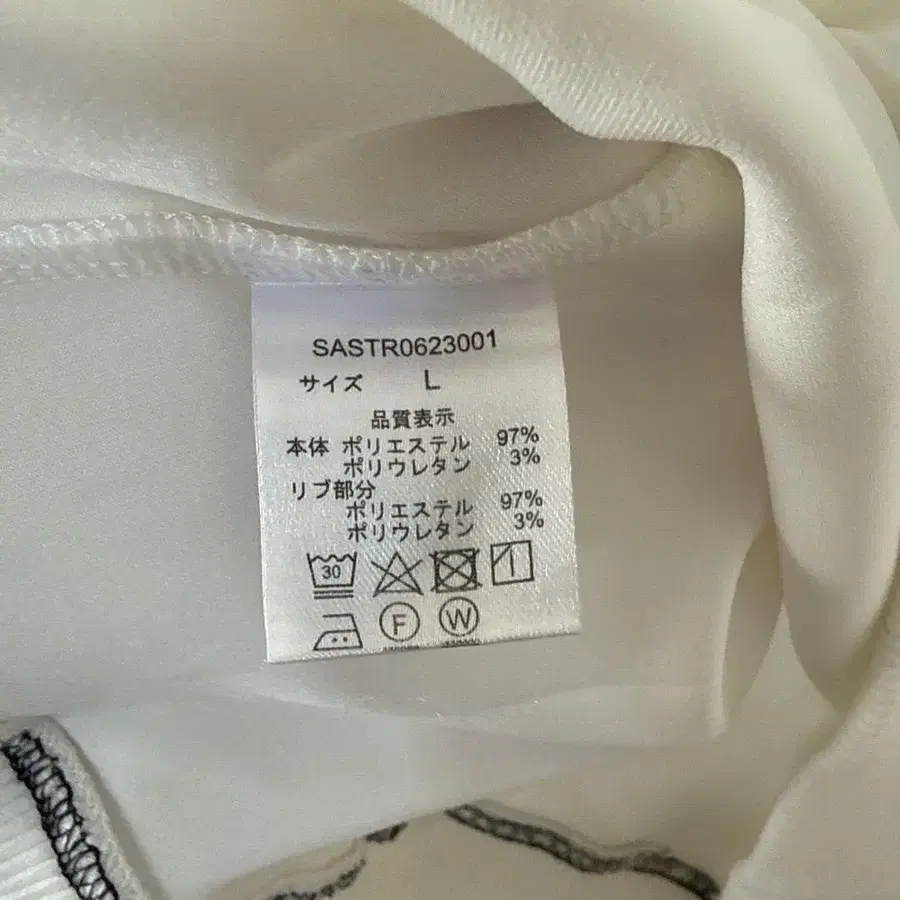 SASTR0623001
サイズ L
品質表示
本体 ポリエステル 97%
ポリウレタン 3%
リブ部分
ポリエステル 97%
ポリウレタン 3%
30
F W